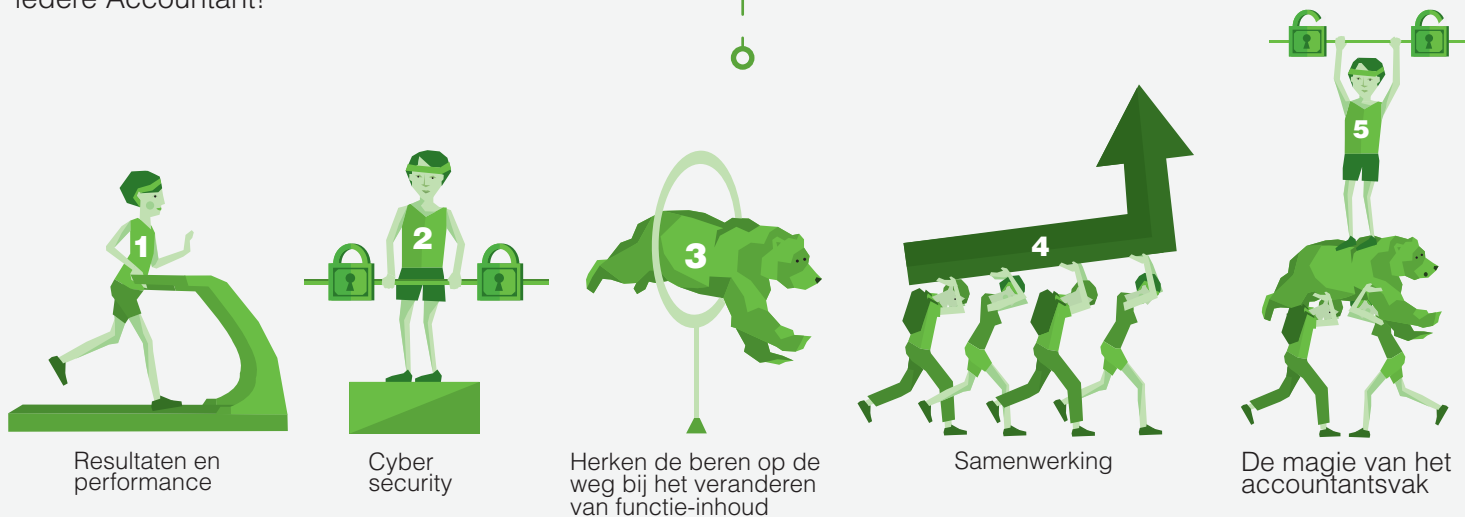 iedere Accountant!
1
2
3
4
5
Resultaten en
performance
Cyber
security
Herken de beren op de
weg bij het veranderen
van functie-inhoud
Samenwerking
De magie van het
accountantsvak